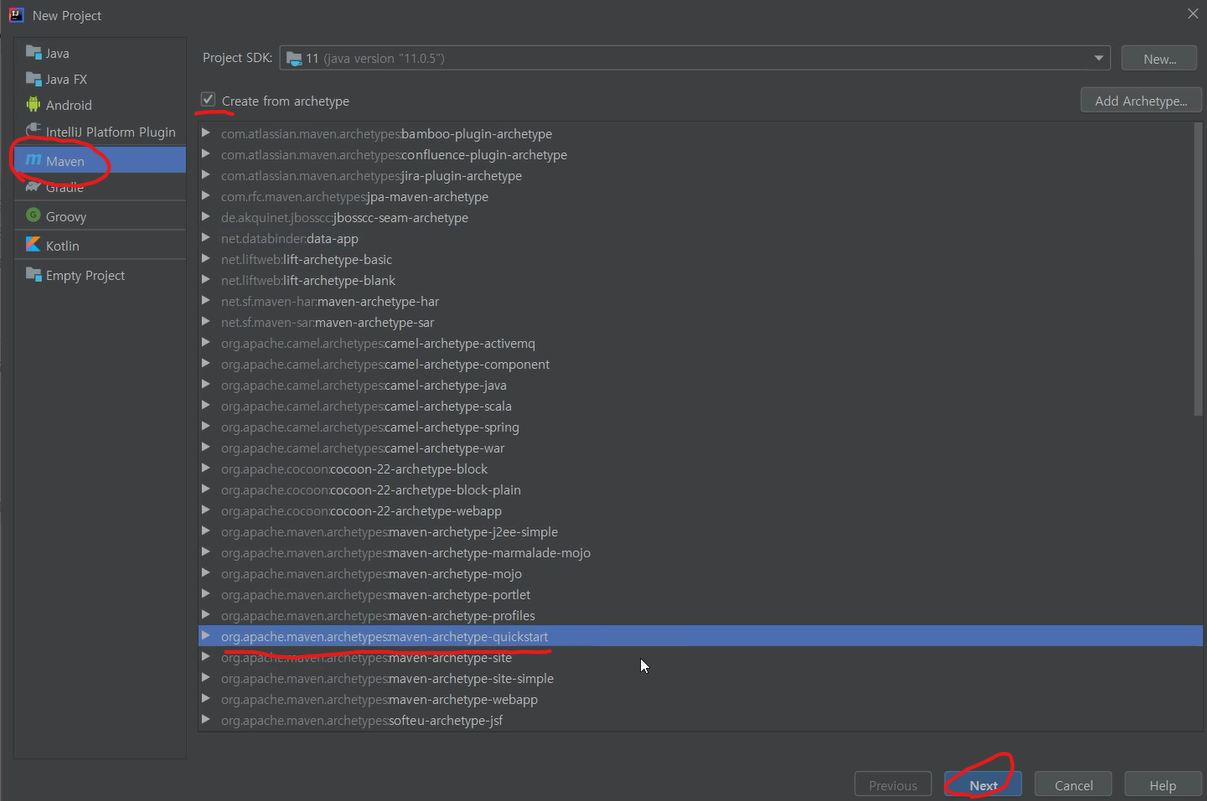 New Project
Java
Java FX
Android
IntelliJ Platform Plugin
Maven
Gradle
Groovy
Kotlin
Empty Project
Project SDK: 11 (java version "11.0.5") New...
Create from archetype Add Archetype...
com.atlassian.maven.archetypes:bamboo-plugin-archetype
com.atlassian.maven.archetypes:confluence-plugin-archetype
com.atlassian.maven.archetypes:jira-plugin-archetype
com.rfc.maven.archetypes:jpa-maven-archetype
de.akquinet.jbosscc:jbosscc-seam-archetype
net.databinder:data-app
net.liftweb:lift-archetype-basic
net.liftweb:lift-archetype-blank
net.sf.maven-har:maven-archetype-har
net.sf.maven-sar:maven-archetype-sar
org.apache.camel.archetypes:camel-archetype-activemq
org.apache.camel.archetypes:camel-archetype-component
org.apache.camel.archetypes:camel-archetype-java
org.apache.camel.archetypes:camel-archetype-scala
org.apache.camel.archetypes:camel-archetype-spring
org.apache.camel.archetypes:camel-archetype-war
org.apache.cocoon:cocoon-22-archetype-block
org.apache.cocoon:cocoon-22-archetype-block-plain
org.apache.cocoon:cocoon-22-archetype-webapp
org.apache.maven.archetypes:maven-archetype-j2ee-simple
org.apache.maven.archetypes:maven-archetype-marmalade-mojo
org.apache.maven.archetypes:maven-archetype-mojo
org.apache.maven.archetypes:maven-archetype-portlet
org.apache.maven.archetypes:maven-archetype-profiles
org.apache.maven.archetypes:maven-archetype-quickstart
org.apache.maven.archetypes:maven-archetype-site
org.apache.maven.archetypes:maven-archetype-site-simple
org.apache.maven.archetypes:maven-archetype-webapp
org.apache.maven.archetypes:softeu-archetype-jsf
Previous Next Cancel Help